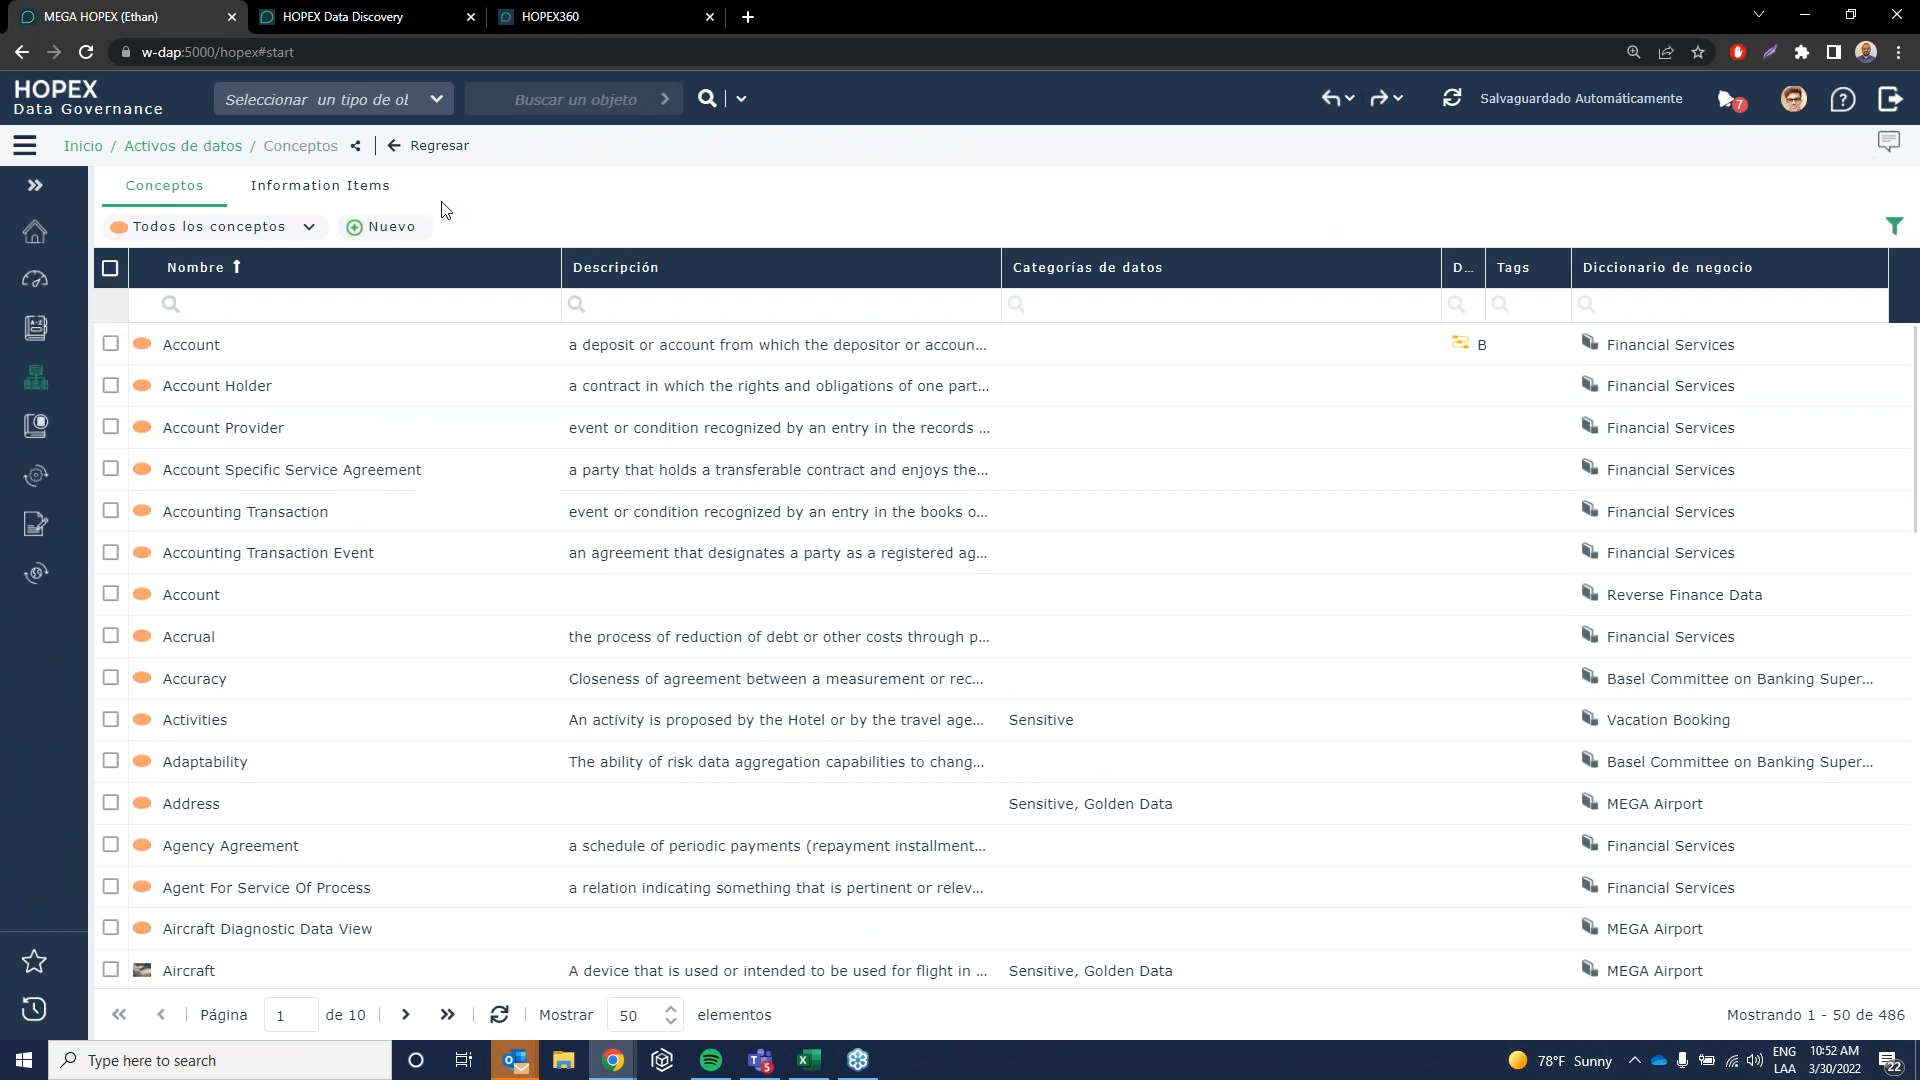 MEGA HOPEX (Ethan)
HOPEX Data Discovery
HOPEX360
w-dap:5000/hopex#start
HOPEX
Data Governance
Seleccionar un tipo de ol
Buscar un objeto
Salvaguardado Automáticamente
7
Inicio / Activos de datos / Conceptos
Regresar
Conceptos
Information Items
Todos los conceptos
Nuevo
Nombre
Descripción
Categorías de datos
D...
Tags
Diccionario de negocio
Account
a deposit or account from which the depositor or accoun...
B
Financial Services
Account Holder
a contract in which the rights and obligations of one part...
Financial Services
Account Provider
event or condition recognized by an entry in the records ...
Financial Services
Account Specific Service Agreement
a party that holds a transferable contract and enjoys the...
Financial Services
Accounting Transaction
event or condition recognized by an entry in the books o...
Financial Services
Accounting Transaction Event
an agreement that designates a party as a registered ag...
Financial Services
Account
Reverse Finance Data
Accrual
the process of reduction of debt or other costs through p...
Financial Services
Accuracy
Closeness of agreement between a measurement or rec...
Basel Committee on Banking Super...
Activities
An activity is proposed by the Hotel or by the travel age...
Sensitive
Vacation Booking
Adaptability
The ability of risk data aggregation capabilities to chang...
Basel Committee on Banking Super...
Address
Sensitive, Golden Data
MEGA Airport
Agency Agreement
a schedule of periodic payments (repayment installment...
Financial Services
Agent For Service Of Process
a relation indicating something that is pertinent or relev...
Financial Services
Aircraft Diagnostic Data View
MEGA Airport
Aircraft
A device that is used or intended to be used for flight in ...
Sensitive, Golden Data
MEGA Airport
Página 1 de 10
Mostrar 50 elementos
Mostrando 1 - 50 de 486
Type here to search
5
78°F Sunny
ENG
LAA
10:52 AM
3/30/2022
22